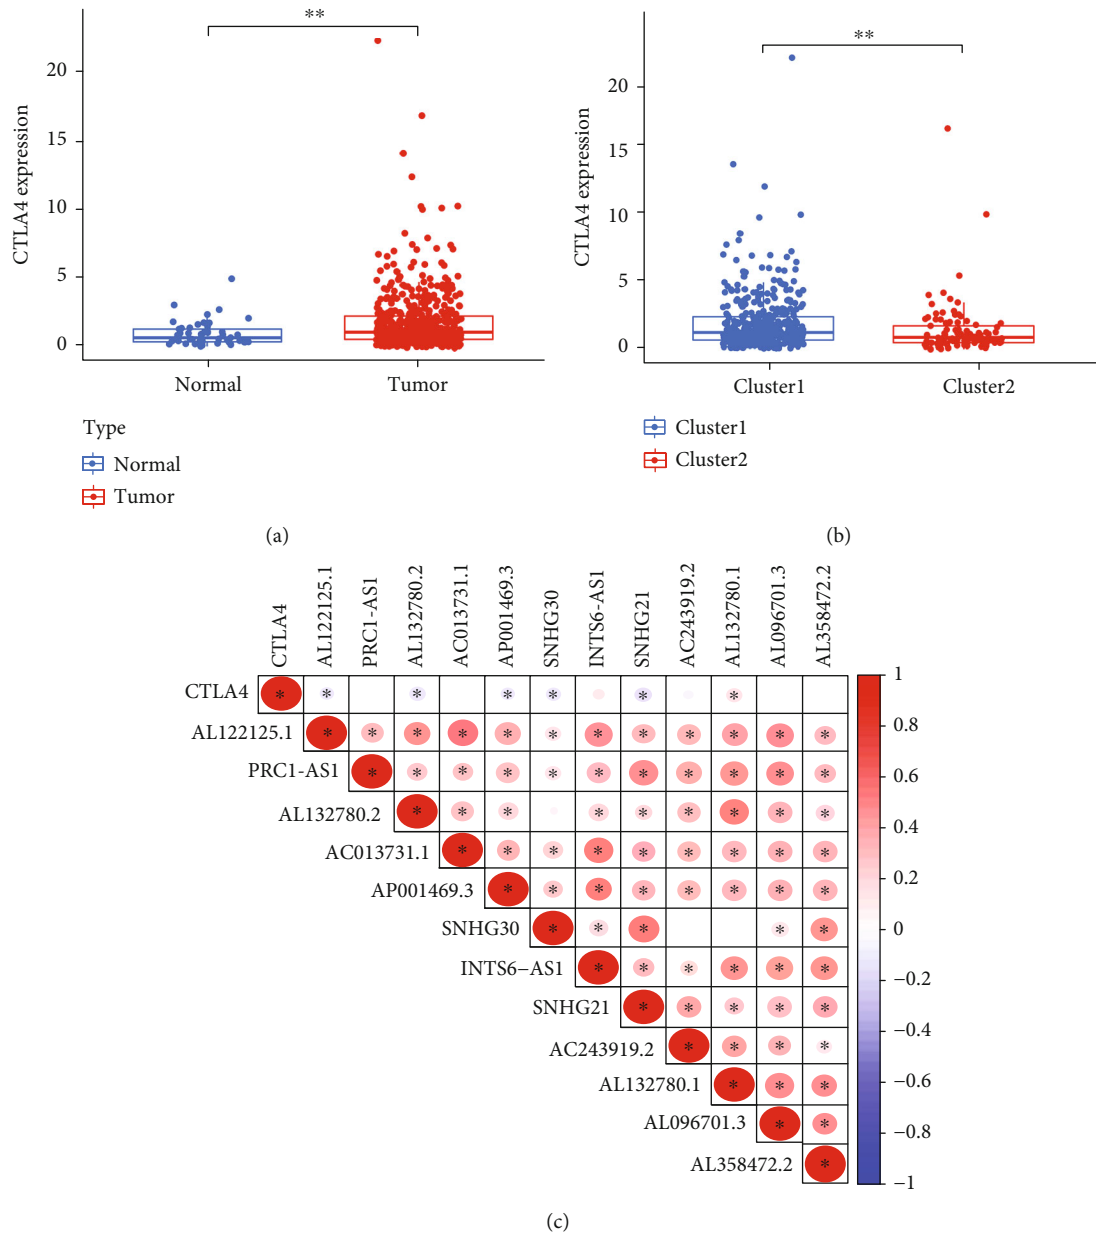 **
CTLA4 expression
20
15
10
5
0
Normal
Tumor
Type
Normal
Tumor
(a)
**
CTLA4 expression
20
15
10
5
0
Cluster1
Cluster2
Cluster1
Cluster2
(b)
CTLA4
AL122125.1
PRC1-AS1
AL132780.2
AC013731.1
AP001469.3
SNHG30
INTS6-AS1
SNHG21
AC243919.2
AL132780.1
AL096701.3
AL358472.2
CTLA4 * * * * * * *
AL122125.1 * * * * * * * * * * * *
PRC1-AS1 * * * * * * * * * * *
AL132780.2 * * * * * * * * *
AC013731.1 * * * * * * * * *
AP001469.3 * * * * * * * *
SNHG30 * * * * *
INTS6−AS1 * * * * * *
SNHG21 * * * * *
AC243919.2 * * * *
AL132780.1 * * *
AL096701.3 * *
AL358472.2 *
1
0.8
0.6
0.4
0.2
0
−0.2
−0.4
−0.6
−0.8
−1
(c)